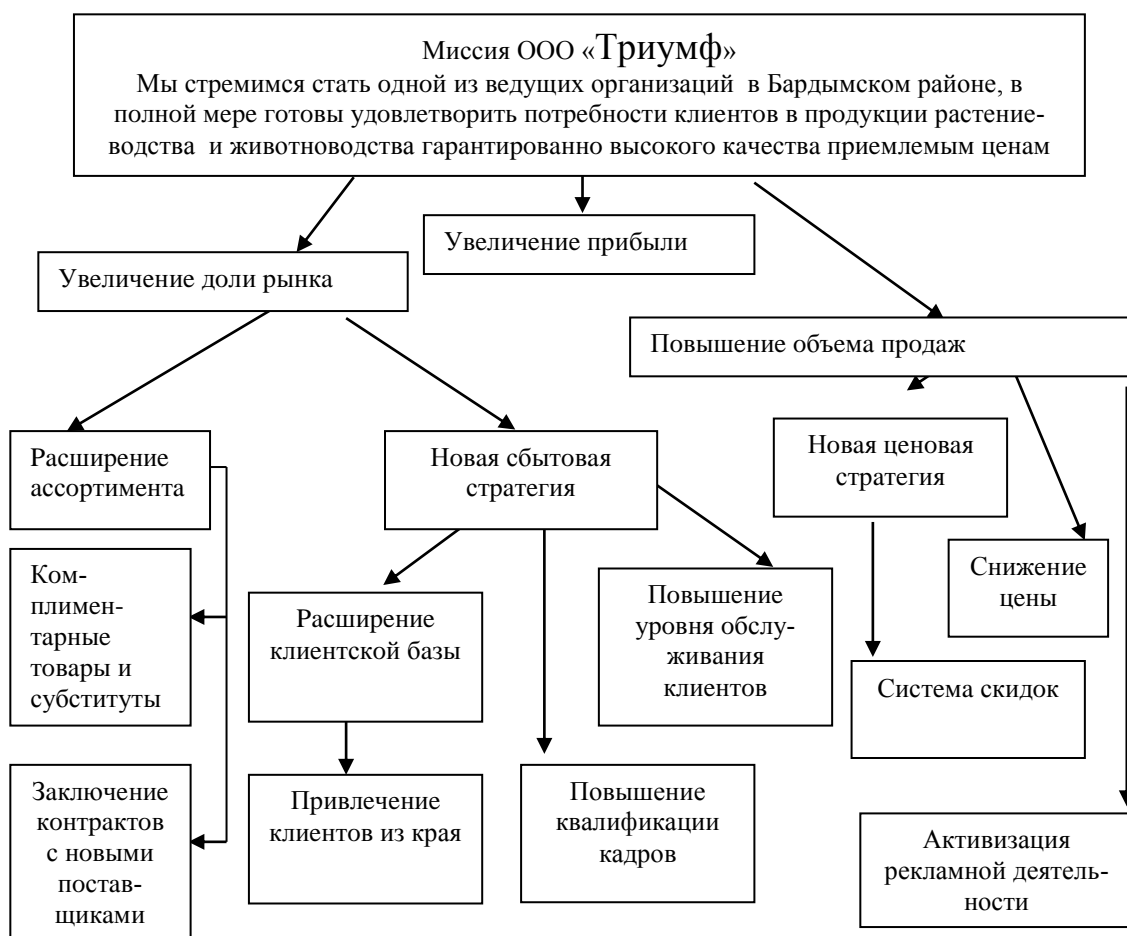 Миссия ООО «Триумф»
Мы стремимся стать одной из ведущих организаций в Бардымском районе, в
полной мере готовы удовлетворить потребности клиентов в продукции растение-
водства и животноводства гарантированно высокого качества приемлемым ценам
Увеличение прибыли
Увеличение доли рынка
Повышение объема продаж
Расширение
ассортимента
Новая сбытовая
стратегия
Новая ценовая
стратегия
Ком-
плимен-
тарные
товары и
субституты
Расширение
клиентской базы
Повышение
уровня обслу-
живания
клиентов
Снижение
цены
Система скидок
Заключение
контрактов
с новыми
постав-
щиками
Привлечение
клиентов из края
Повышение
квалификации
кадров
Активизация
рекламной деятель-
ности